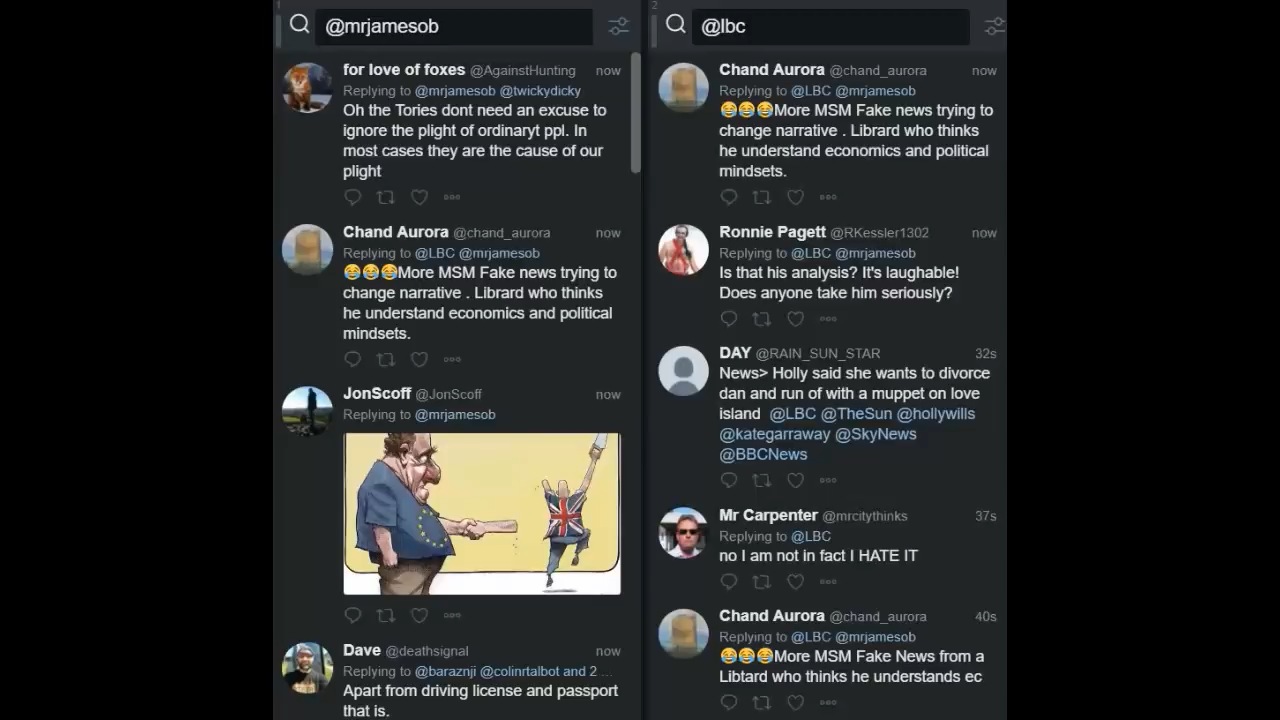 1
@mrjamesob
for love of foxes @AgainstHunting now
Replying to @mrjamesob @twickydicky
Oh the Tories dont need an excuse to
ignore the plight of ordinaryt ppl. In
most cases they are the cause of our
plight
Chand Aurora @chand_aurora now
Replying to @LBC @mrjamesob
😂😂😂More MSM Fake news trying to
change narrative . Librard who thinks
he understand economics and political
mindsets.
JonScoff @JonScoff now
Replying to @mrjamesob
Dave @deathsignal now
Replying to @baraznji @colinrtalbot and 2 ...
Apart from driving license and passport
that is.
2
@lbc
Chand Aurora @chand_aurora now
Replying to @LBC @mrjamesob
😂😂😂More MSM Fake news trying to
change narrative . Librard who thinks
he understand economics and political
mindsets.
Ronnie Pagett @RKessler1302 now
Replying to @LBC @mrjamesob
Is that his analysis? It's laughable!
Does anyone take him seriously?
DAY @RAIN_SUN_STAR 32s
News> Holly said she wants to divorce
dan and run of with a muppet on love
island @LBC @TheSun @hollywills
@kategarraway @SkyNews
@BBCNews
Mr Carpenter @mrcitythinks 37s
Replying to @LBC
no I am not in fact I HATE IT
Chand Aurora @chand_aurora 40s
Replying to @LBC @mrjamesob
😂😂😂More MSM Fake News from a
Libtard who thinks he understands ec